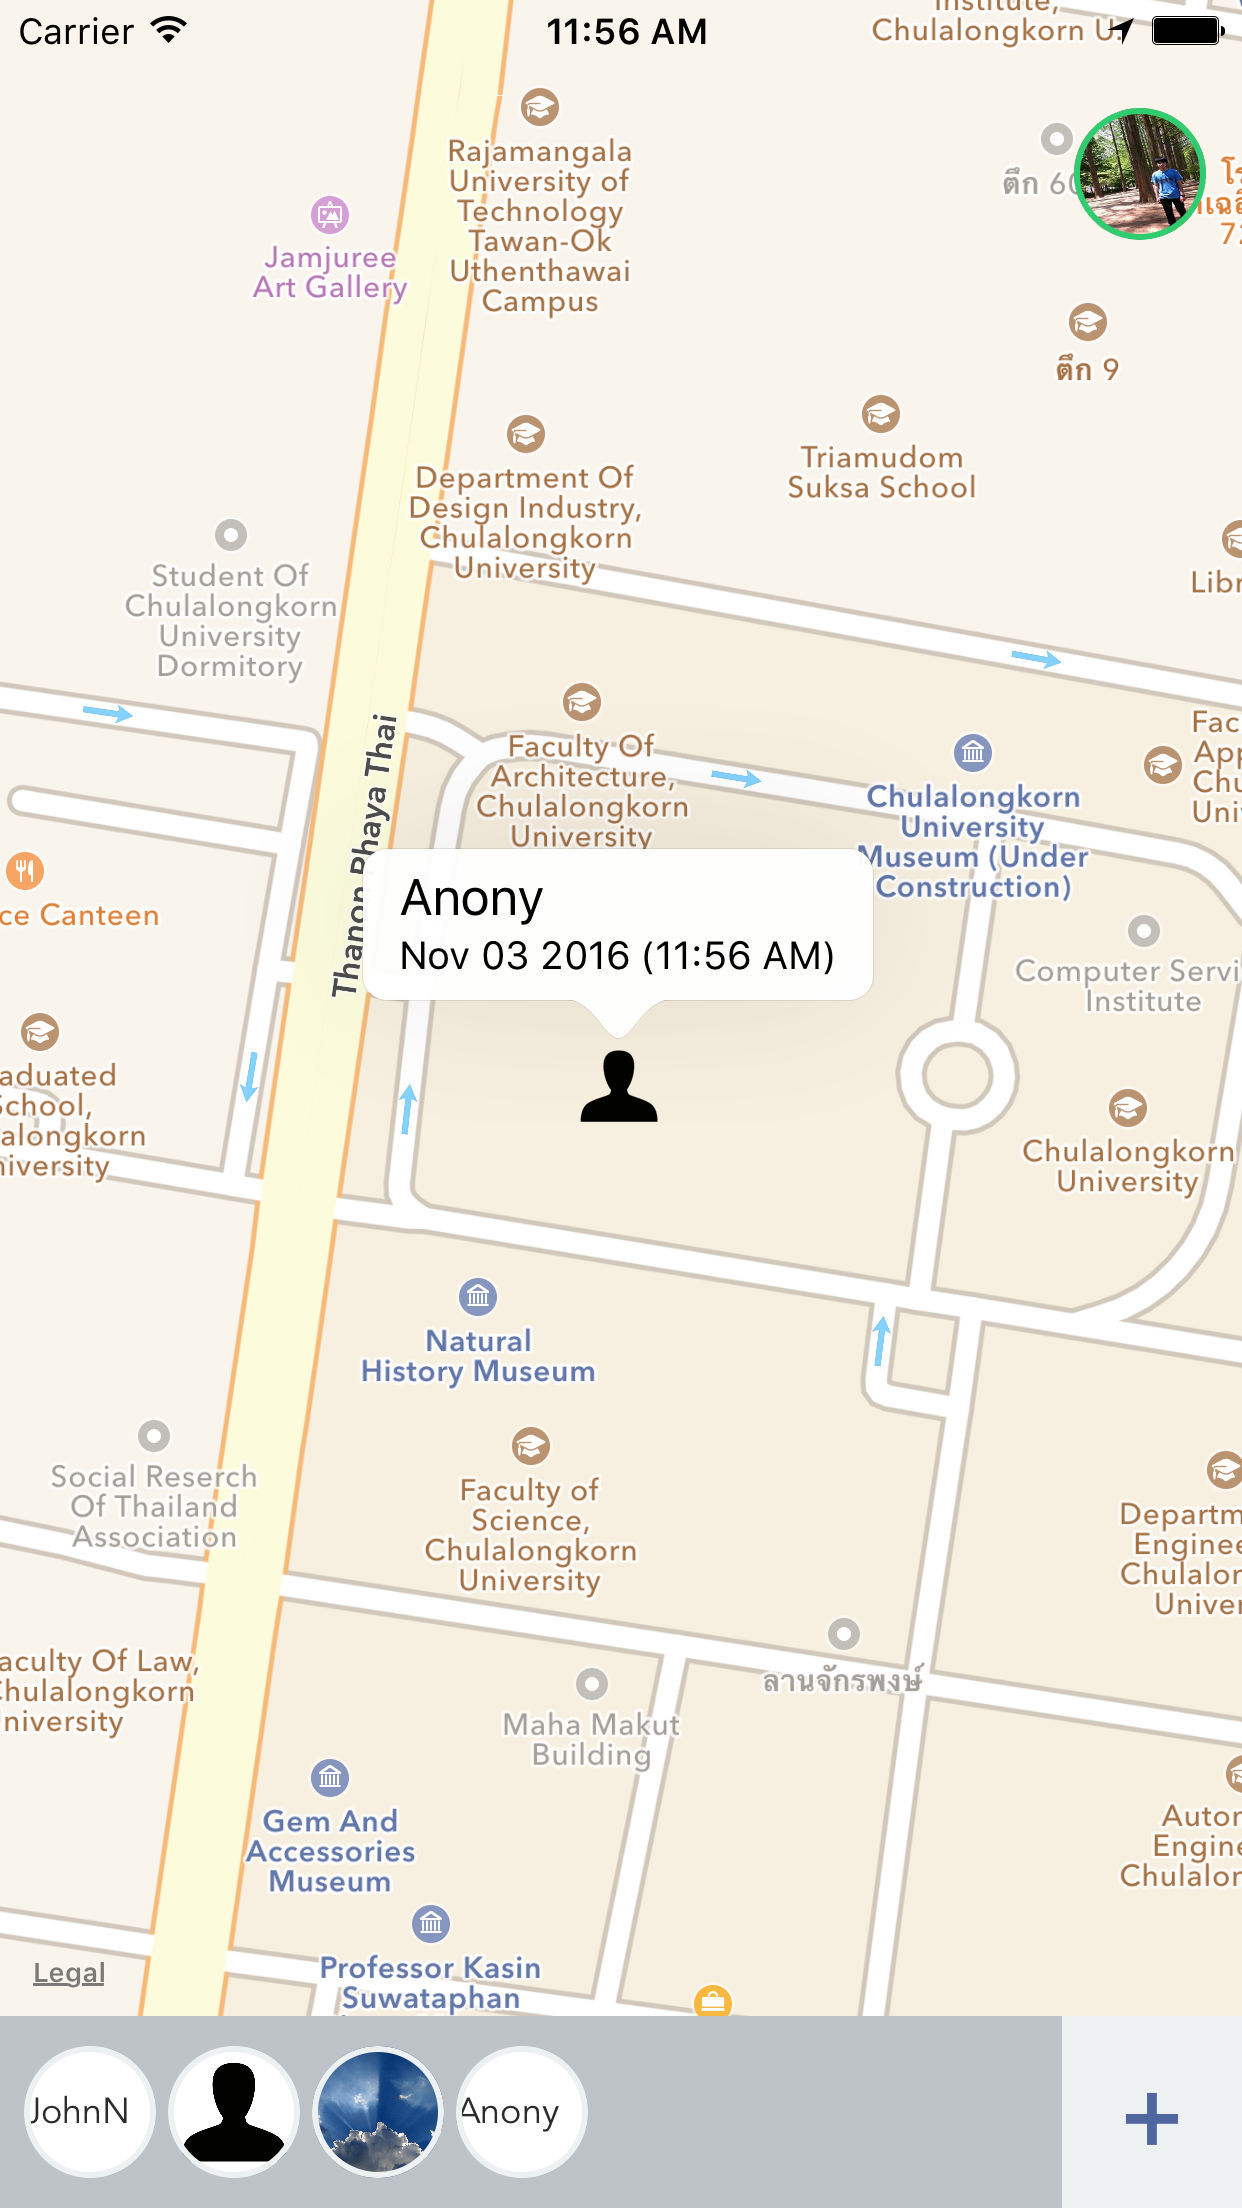 Carrier
11:56 AM
Institute,
Chulalongkorn U.
Rajamangala
University of
Technology
Tawan-Ok
Uthenthawai
Campus
Jamjuree
Art Gallery
ตึก 60
72
ตึก 9
Triamudom
Suksa School
Department Of
Design Industry,
Chulalongkorn
University
Student Of
Chulalongkorn
University
Dormitory
Libr
Faculty Of
Architecture,
Chulalongkorn
University
Chulalongkorn
University
Museum (Under
Construction)
Fac
App
Chu
Uni
Thanon Phaya Thai
ce Canteen
Anony
Nov 03 2016 (11:56 AM)
Computer Servi
Institute
aduated
School,
alongkorn
niversity
Chulalongkorn
University
Natural
History Museum
Social Reserch
Of Thailand
Association
Faculty of
Science,
Chulalongkorn
University
Departm
Enginee
Chulalor
Univer
ลานจักรพงษ์
aculty Of Law,
Chulalongkorn
niversity
Maha Makut
Building
Gem And
Accessories
Museum
Autor
Engine
Chulalor
Professor Kasin
Suwataphan
Legal
JohnN
Anony
+